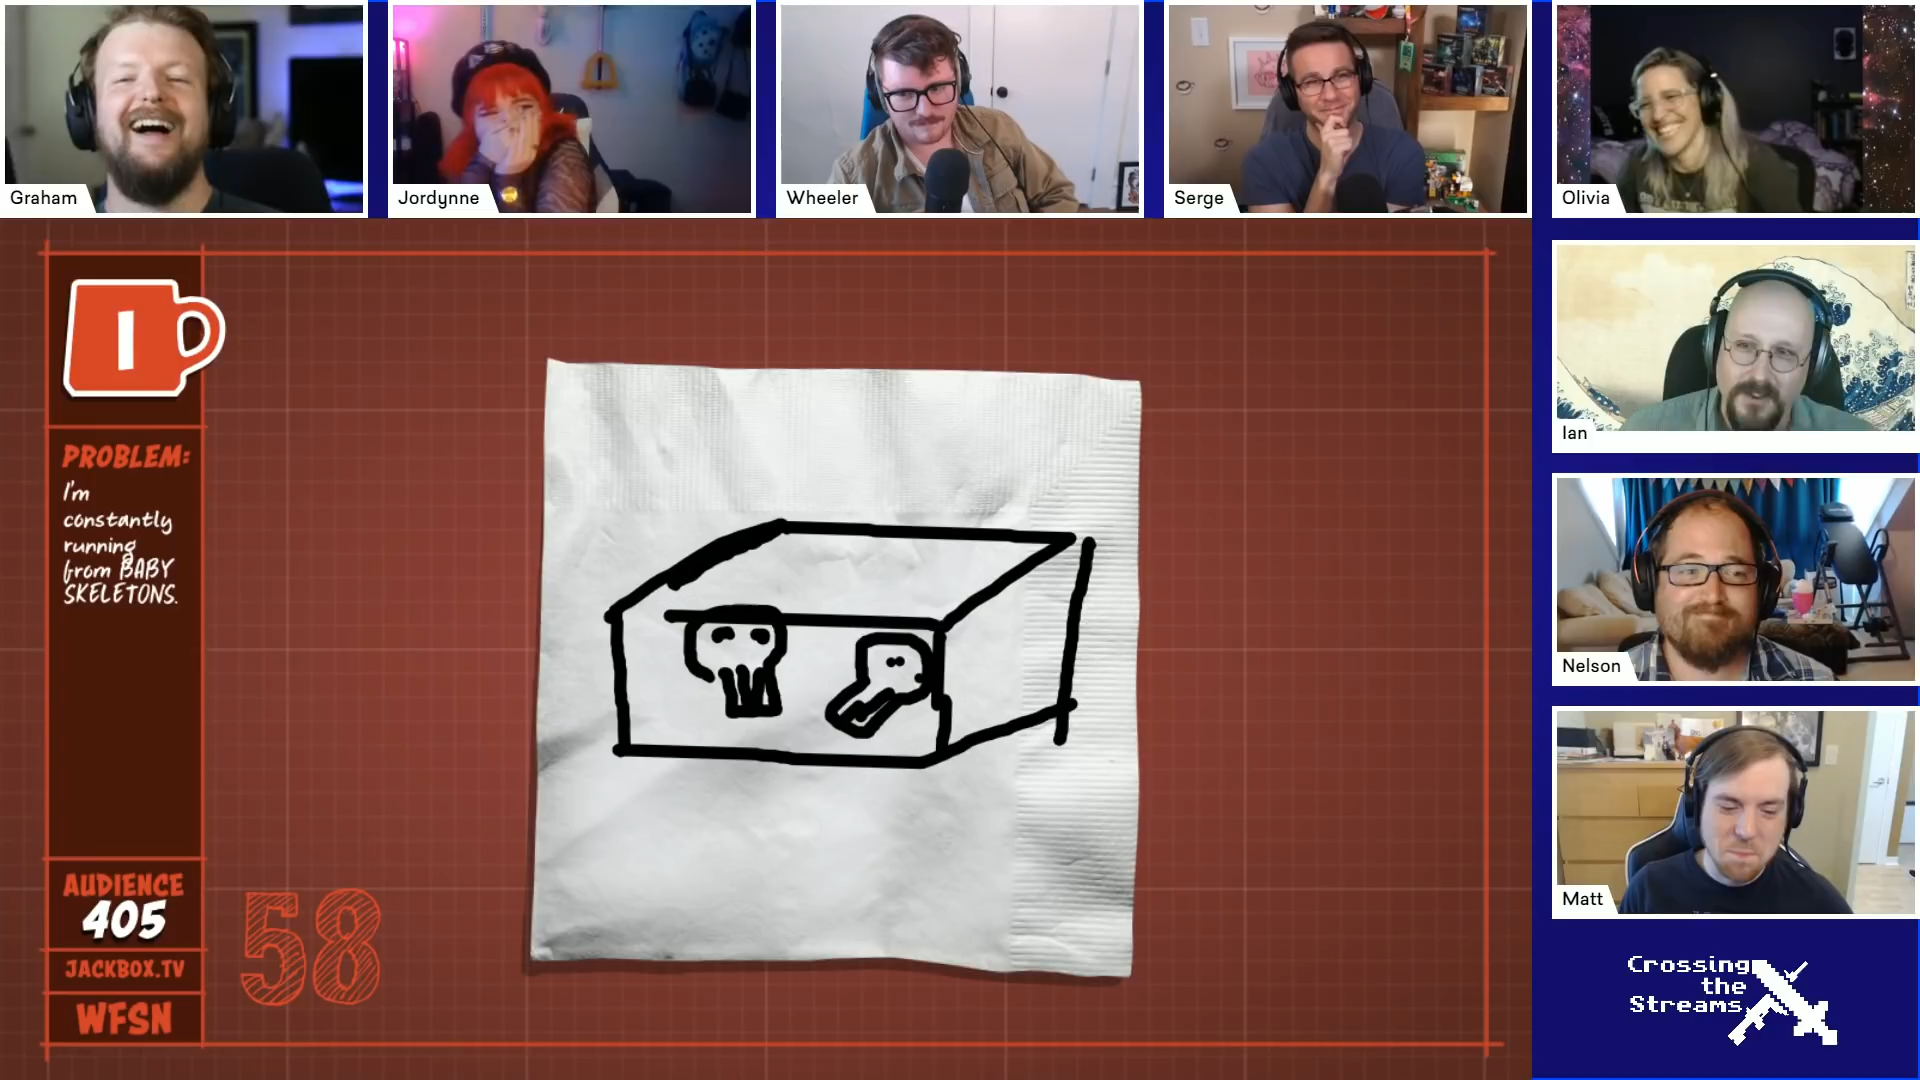 Graham
Jordynne
Wheeler
Serge
Olivia
Ian
Nelson
Matt
1
PROBLEM:
I'm
constantly
running
from BABY
SKELETONS.
AUDIENCE
405
JACKBOX.TV
WFSN
58
Crossing
the
Streams